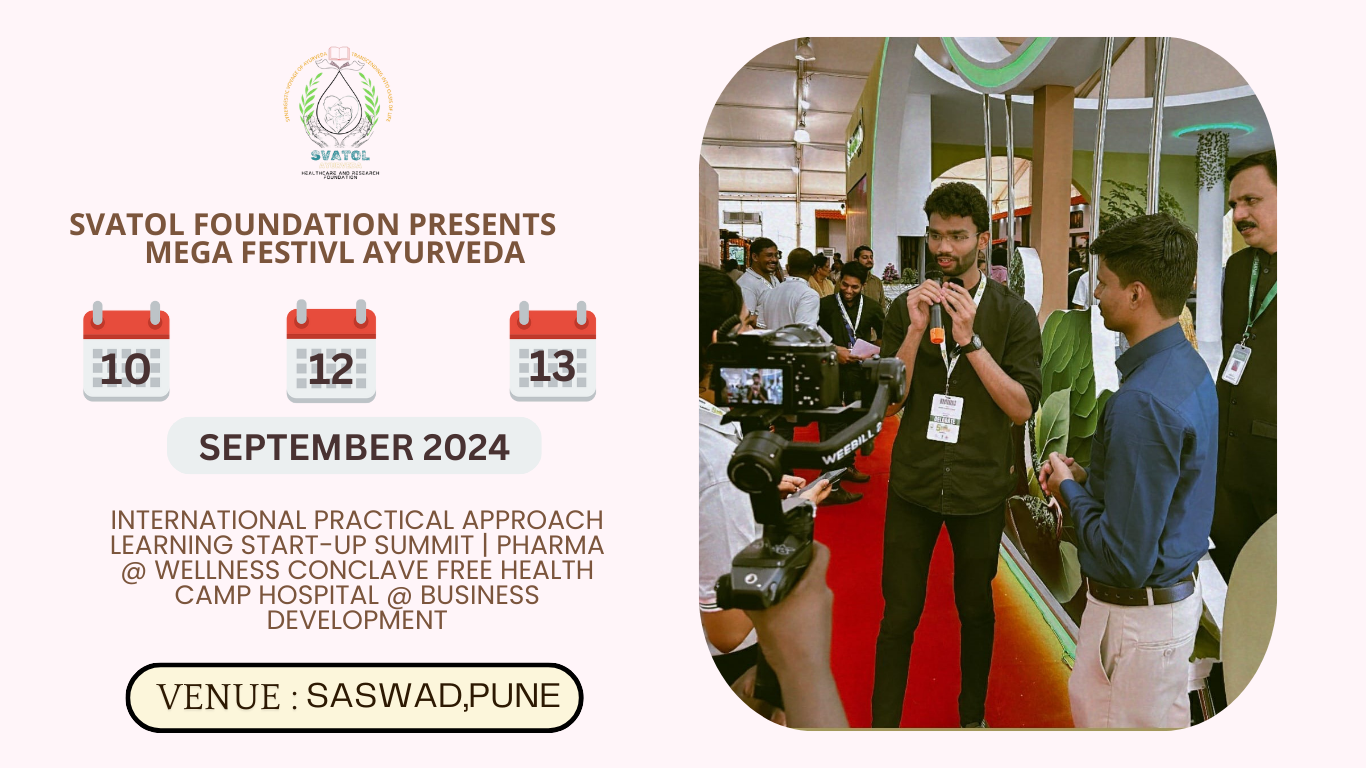 SVATOL
HEALTHCARE AND RESEARCH
FOUNDATION
SVATOL FOUNDATION PRESENTS
MEGA FESTIVL AYURVEDA
10 12 13
SEPTEMBER 2024
INTERNATIONAL PRACTICAL APPROACH
LEARNING START-UP SUMMIT | PHARMA
@ WELLNESS CONCLAVE FREE HEALTH
CAMP HOSPITAL @ BUSINESS
DEVELOPMENT
VENUE : SASWAD,PUNE
WEEBILL
DELEGATE